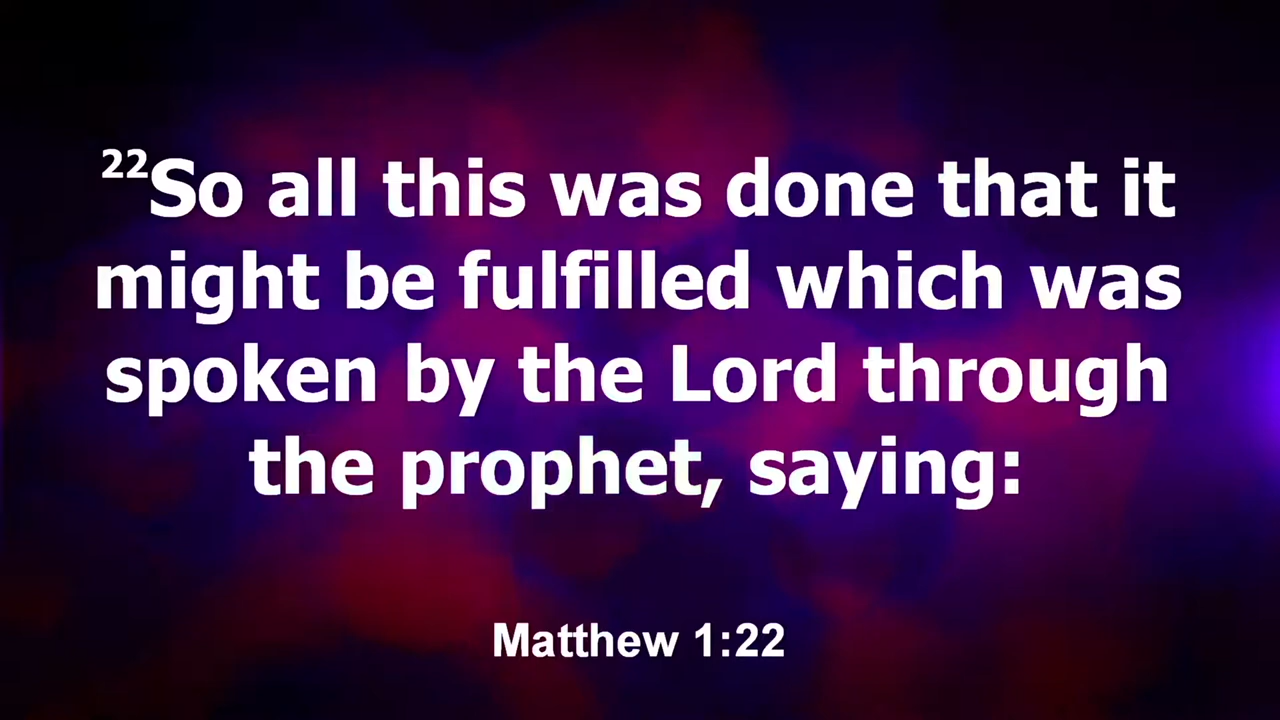 ²²So all this was done that it
might be fulfilled which was
spoken by the Lord through
the prophet, saying:
Matthew 1:22